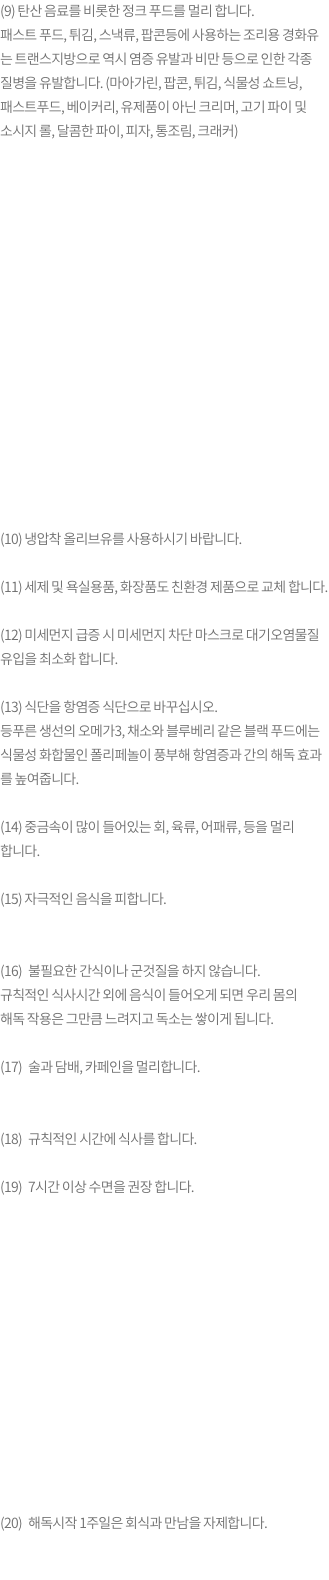 (9) 탄산 음료를 비롯한 정크 푸드를 멀리 합니다.
패스트 푸드, 튀김, 스낵류, 팝콘등에 사용하는 조리용 경화유
는 트랜스지방으로 역시 염증 유발과 비만 등으로 인한 각종
질병을 유발합니다. (마아가린, 팝콘, 튀김, 식물성 쇼트닝,
패스트푸드, 베이커리, 유제품이 아닌 크리머, 고기 파이 및
소시지 롤, 달콤한 파이, 피자, 통조림, 크래커)
(10) 냉압착 올리브유를 사용하시기 바랍니다.
(11) 세제 및 욕실용품, 화장품도 친환경 제품으로 교체 합니다.
(12) 미세먼지 급증 시 미세먼지 차단 마스크로 대기오염물질
유입을 최소화 합니다.
(13) 식단을 항염증 식단으로 바꾸십시오.
등푸른 생선의 오메가3, 채소와 블루베리 같은 블랙 푸드에는
식물성 화합물인 폴리페놀이 풍부해 항염증과 간의 해독 효과
를 높여줍니다.
(14) 중금속이 많이 들어있는 회, 육류, 어패류, 등을 멀리
합니다.
(15) 자극적인 음식을 피합니다.
(16) 불필요한 간식이나 군것질을 하지 않습니다.
규칙적인 식사시간 외에 음식이 들어오게 되면 우리 몸의
해독 작용은 그만큼 느려지고 독소는 쌓이게 됩니다.
(17) 술과 담배, 카페인을 멀리합니다.
(18) 규칙적인 시간에 식사를 합니다.
(19) 7시간 이상 수면을 권장 합니다.
(20) 해독시작 1주일은 회식과 만남을 자제합니다.